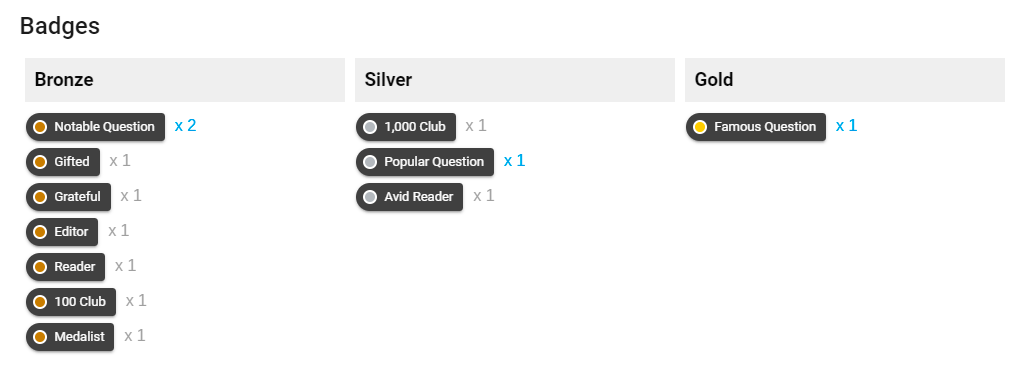 Badges
Bronze
Notable Question x 2
Gifted x 1
Grateful x 1
Editor x 1
Reader x 1
100 Club x 1
Medalist x 1
Silver
1,000 Club x 1
Popular Question x 1
Avid Reader x 1
Gold
Famous Question x 1